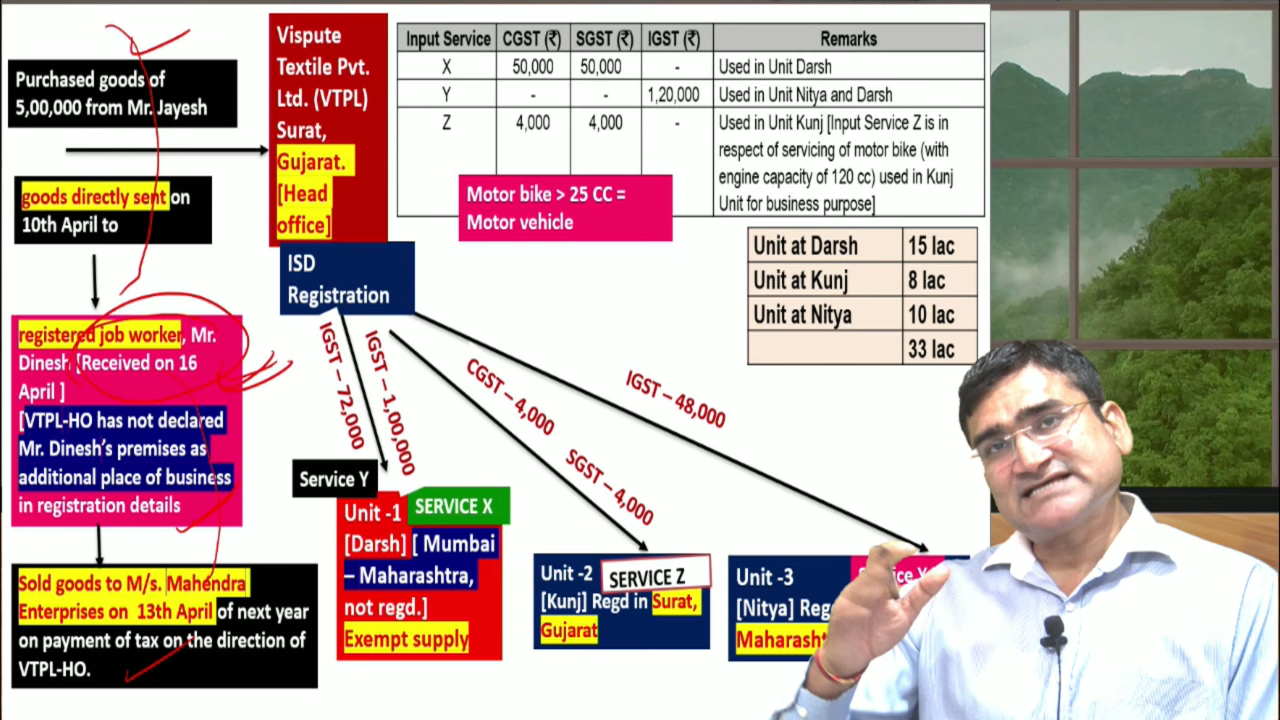 Purchased goods of
5,00,000 from Mr. Jayesh
goods directly sent on
10th April to
registered job worker, Mr.
Dinesh [Received on 16
April ]
[VTPL-HO has not declared
Mr. Dinesh's premises as
additional place of business
in registration details
Sold goods to M/s. Mahendra
Enterprises on 13th April of next year
on payment of tax on the direction of
VTPL-HO.
Vispute
Textile Pvt.
Ltd. (VTPL)
Surat,
Gujarat.
[Head
office]
ISD
Registration
Input Service CGST (₹) SGST (₹) IGST (₹) Remarks
X 50,000 50,000 - Used in Unit Darsh
Y - - 1,20,000 Used in Unit Nitya and Darsh
Z 4,000 4,000 - Used in Unit Kunj [Input Service Z is in
respect of servicing of motor bike (with
engine capacity of 120 cc) used in Kunj
Unit for business purpose]
Motor bike > 25 CC =
Motor vehicle
Unit at Darsh 15 lac
Unit at Kunj 8 lac
Unit at Nitya 10 lac
33 lac
IGST – 72,000
IGST – 1,00,000
CGST – 4,000
SGST – 4,000
IGST – 48,000
Service Y
SERVICE X
Unit -1
[Darsh] [ Mumbai
– Maharashtra,
not regd.]
Exempt supply
Unit -2
SERVICE Z
[Kunj] Regd in Surat,
Gujarat
Unit -3
Service Y
[Nitya]